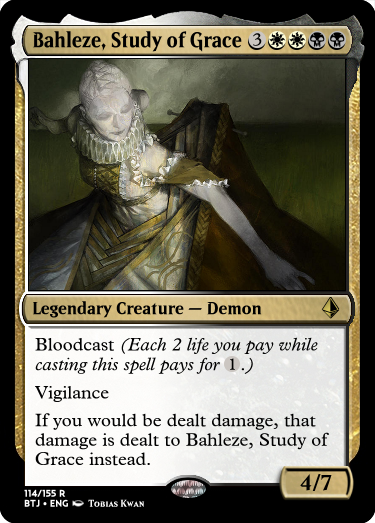 Bahleze, Study of Grace 3
Legendary Creature — Demon
Bloodcast (Each 2 life you pay while
casting this spell pays for 1.)
Vigilance
If you would be dealt damage, that
damage is dealt to Bahleze, Study of
Grace instead.
4/7
114/155 R
BTJ • ENG Tobias Kwan